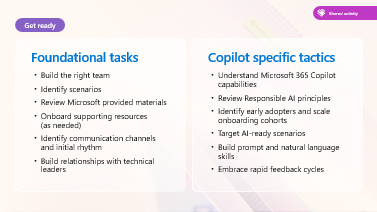 Shared activity
Get ready
Foundational tasks
• Build the right team
• Identify scenarios
• Review Microsoft provided materials
• Onboard supporting resources
(as needed)
• Identify communication channels
and initial rhythm
• Build relationships with technical
leaders
Copilot specific tactics
• Understand Microsoft 365 Copilot
capabilities
• Review Responsible AI principles
• Identify early adopters and scale
onboarding cohorts
• Target AI-ready scenarios
• Build prompt and natural language
skills
• Embrace rapid feedback cycles